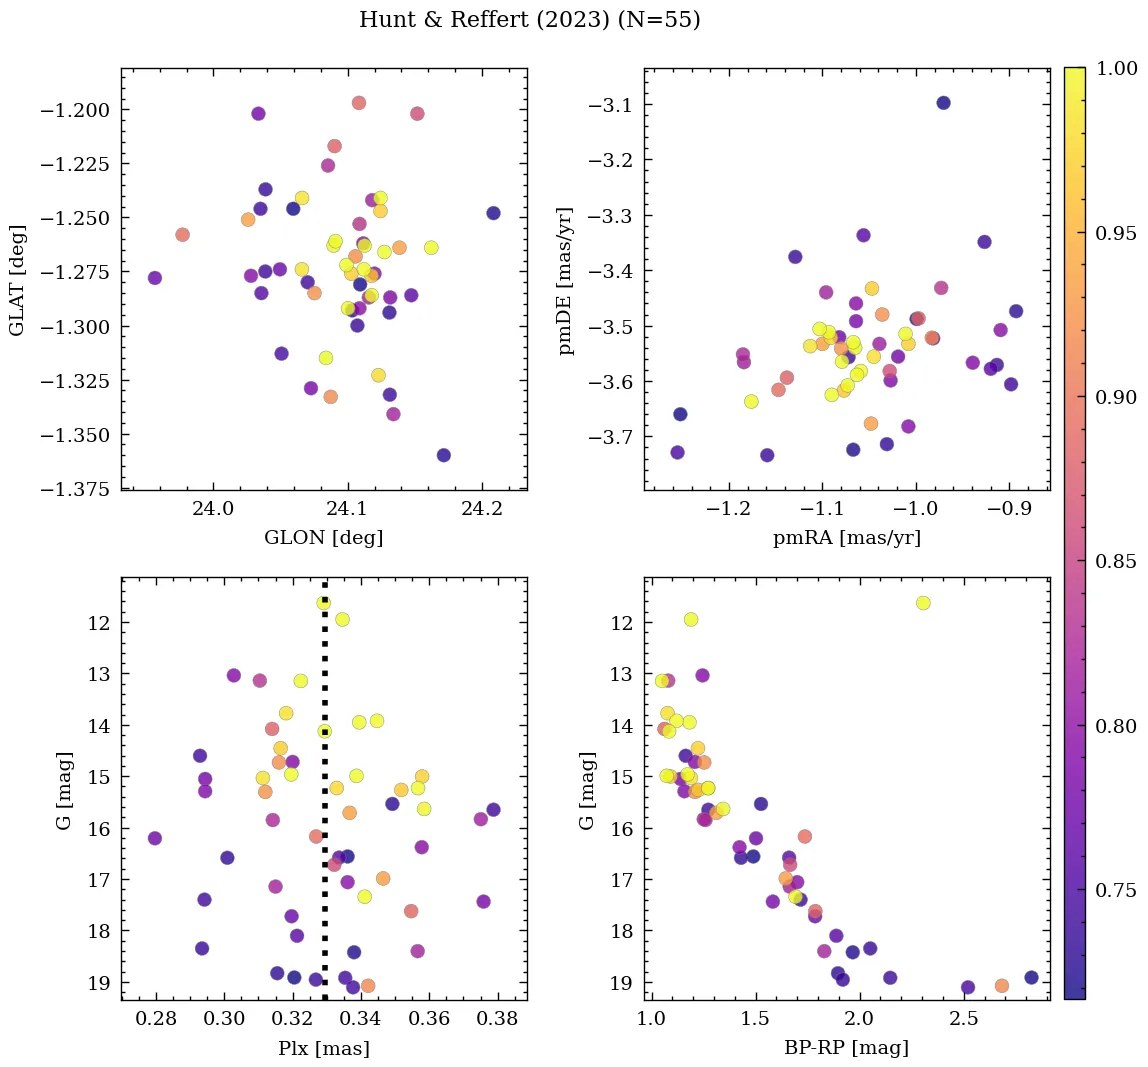 Hunt & Reffert (2023) (N=55)
GLAT [deg]
−1.200
−1.225
−1.250
−1.275
−1.300
−1.325
−1.350
−1.375
24.0 24.1 24.2
GLON [deg]
pmDE [mas/yr]
−3.1
−3.2
−3.3
−3.4
−3.5
−3.6
−3.7
−1.2 −1.1 −1.0 −0.9
pmRA [mas/yr]
1.00
0.95
0.90
0.85
0.80
0.75
G [mag]
12
13
14
15
16
17
18
19
0.28 0.30 0.32 0.34 0.36 0.38
Plx [mas]
G [mag]
12
13
14
15
16
17
18
19
1.0 1.5 2.0 2.5
BP-RP [mag]